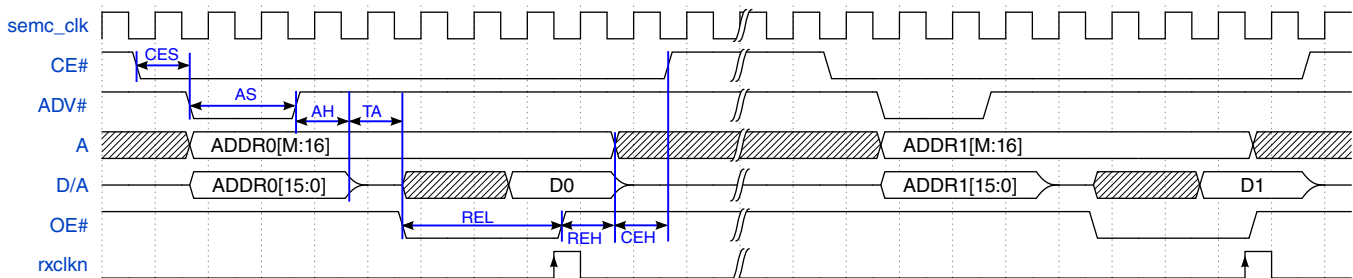 semc_clk
CE#
CES
ADV#
AS
AH
TA
A
ADDR0[M:16]
ADDR1[M:16]
D/A
ADDR0[15:0]
D0
ADDR1[15:0]
D1
OE#
REL
REH
CEH
rxclkn